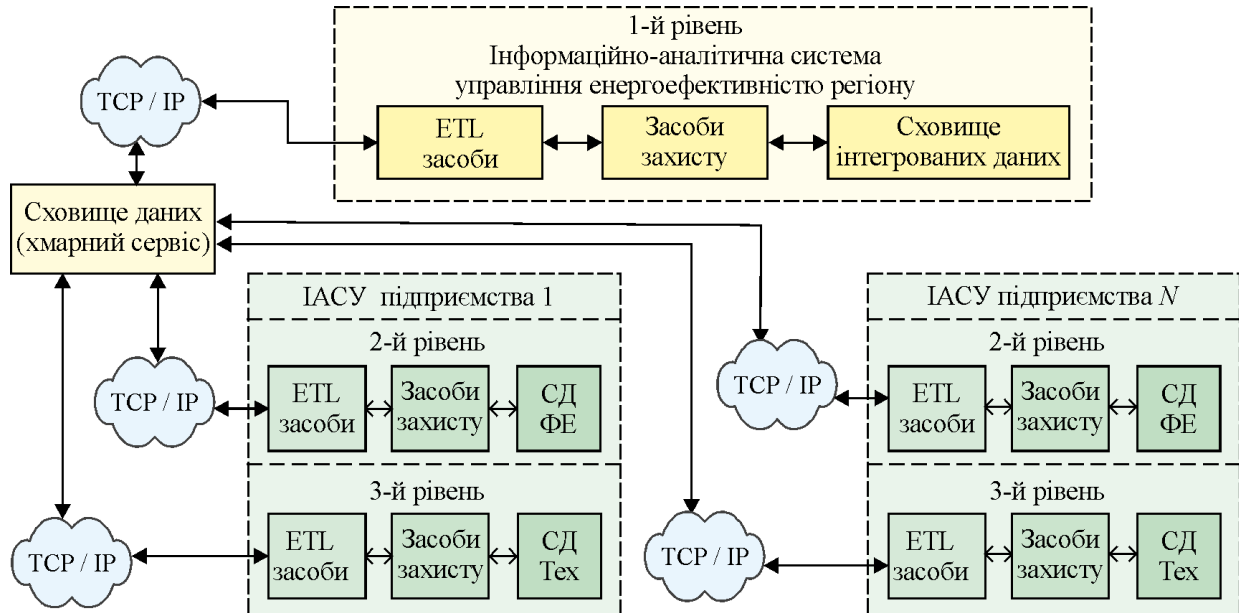 1-й рівень
Інформаційно-аналітична система
управління енергоефективністю регіону
TCP / IP
ETL
засоби
Засоби
захисту
Сховище
інтегрованих даних
Сховище даних
(хмарний сервіс)
ІАСУ підприємства 1
2-й рівень
TCP / IP
ETL
засоби
Засоби
захисту
СД
ФЕ
3-й рівень
TCP / IP
ETL
засоби
Засоби
захисту
СД
Тех
ІАСУ підприємства N
2-й рівень
TCP / IP
ETL
засоби
Засоби
захисту
СД
ФЕ
3-й рівень
TCP / IP
ETL
засоби
Засоби
захисту
СД
Тех